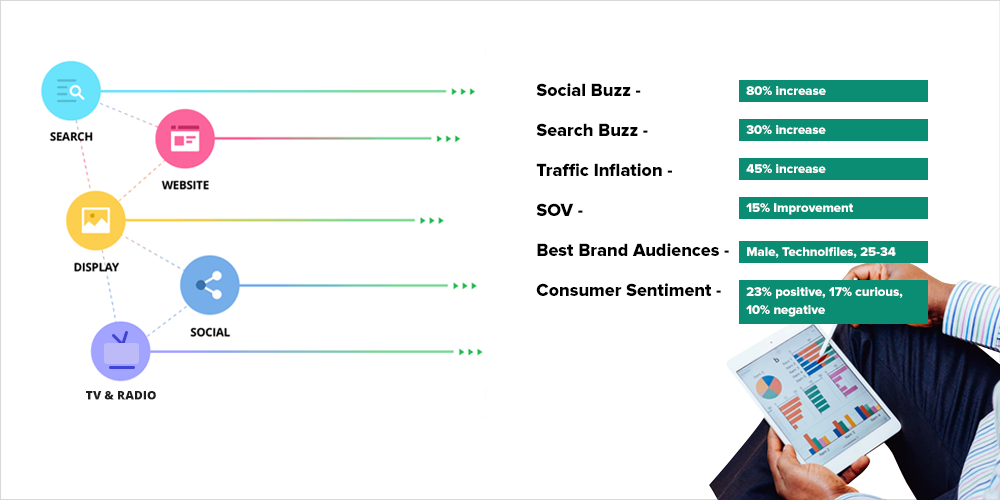 SEARCH
WEBSITE
DISPLAY
SOCIAL
TV & RADIO
Social Buzz - 80% increase
Search Buzz - 30% increase
Traffic Inflation - 45% increase
SOV - 15% Improvement
Best Brand Audiences - Male, Technolfiles, 25-34
Consumer Sentiment - 23% positive, 17% curious,
10% negative